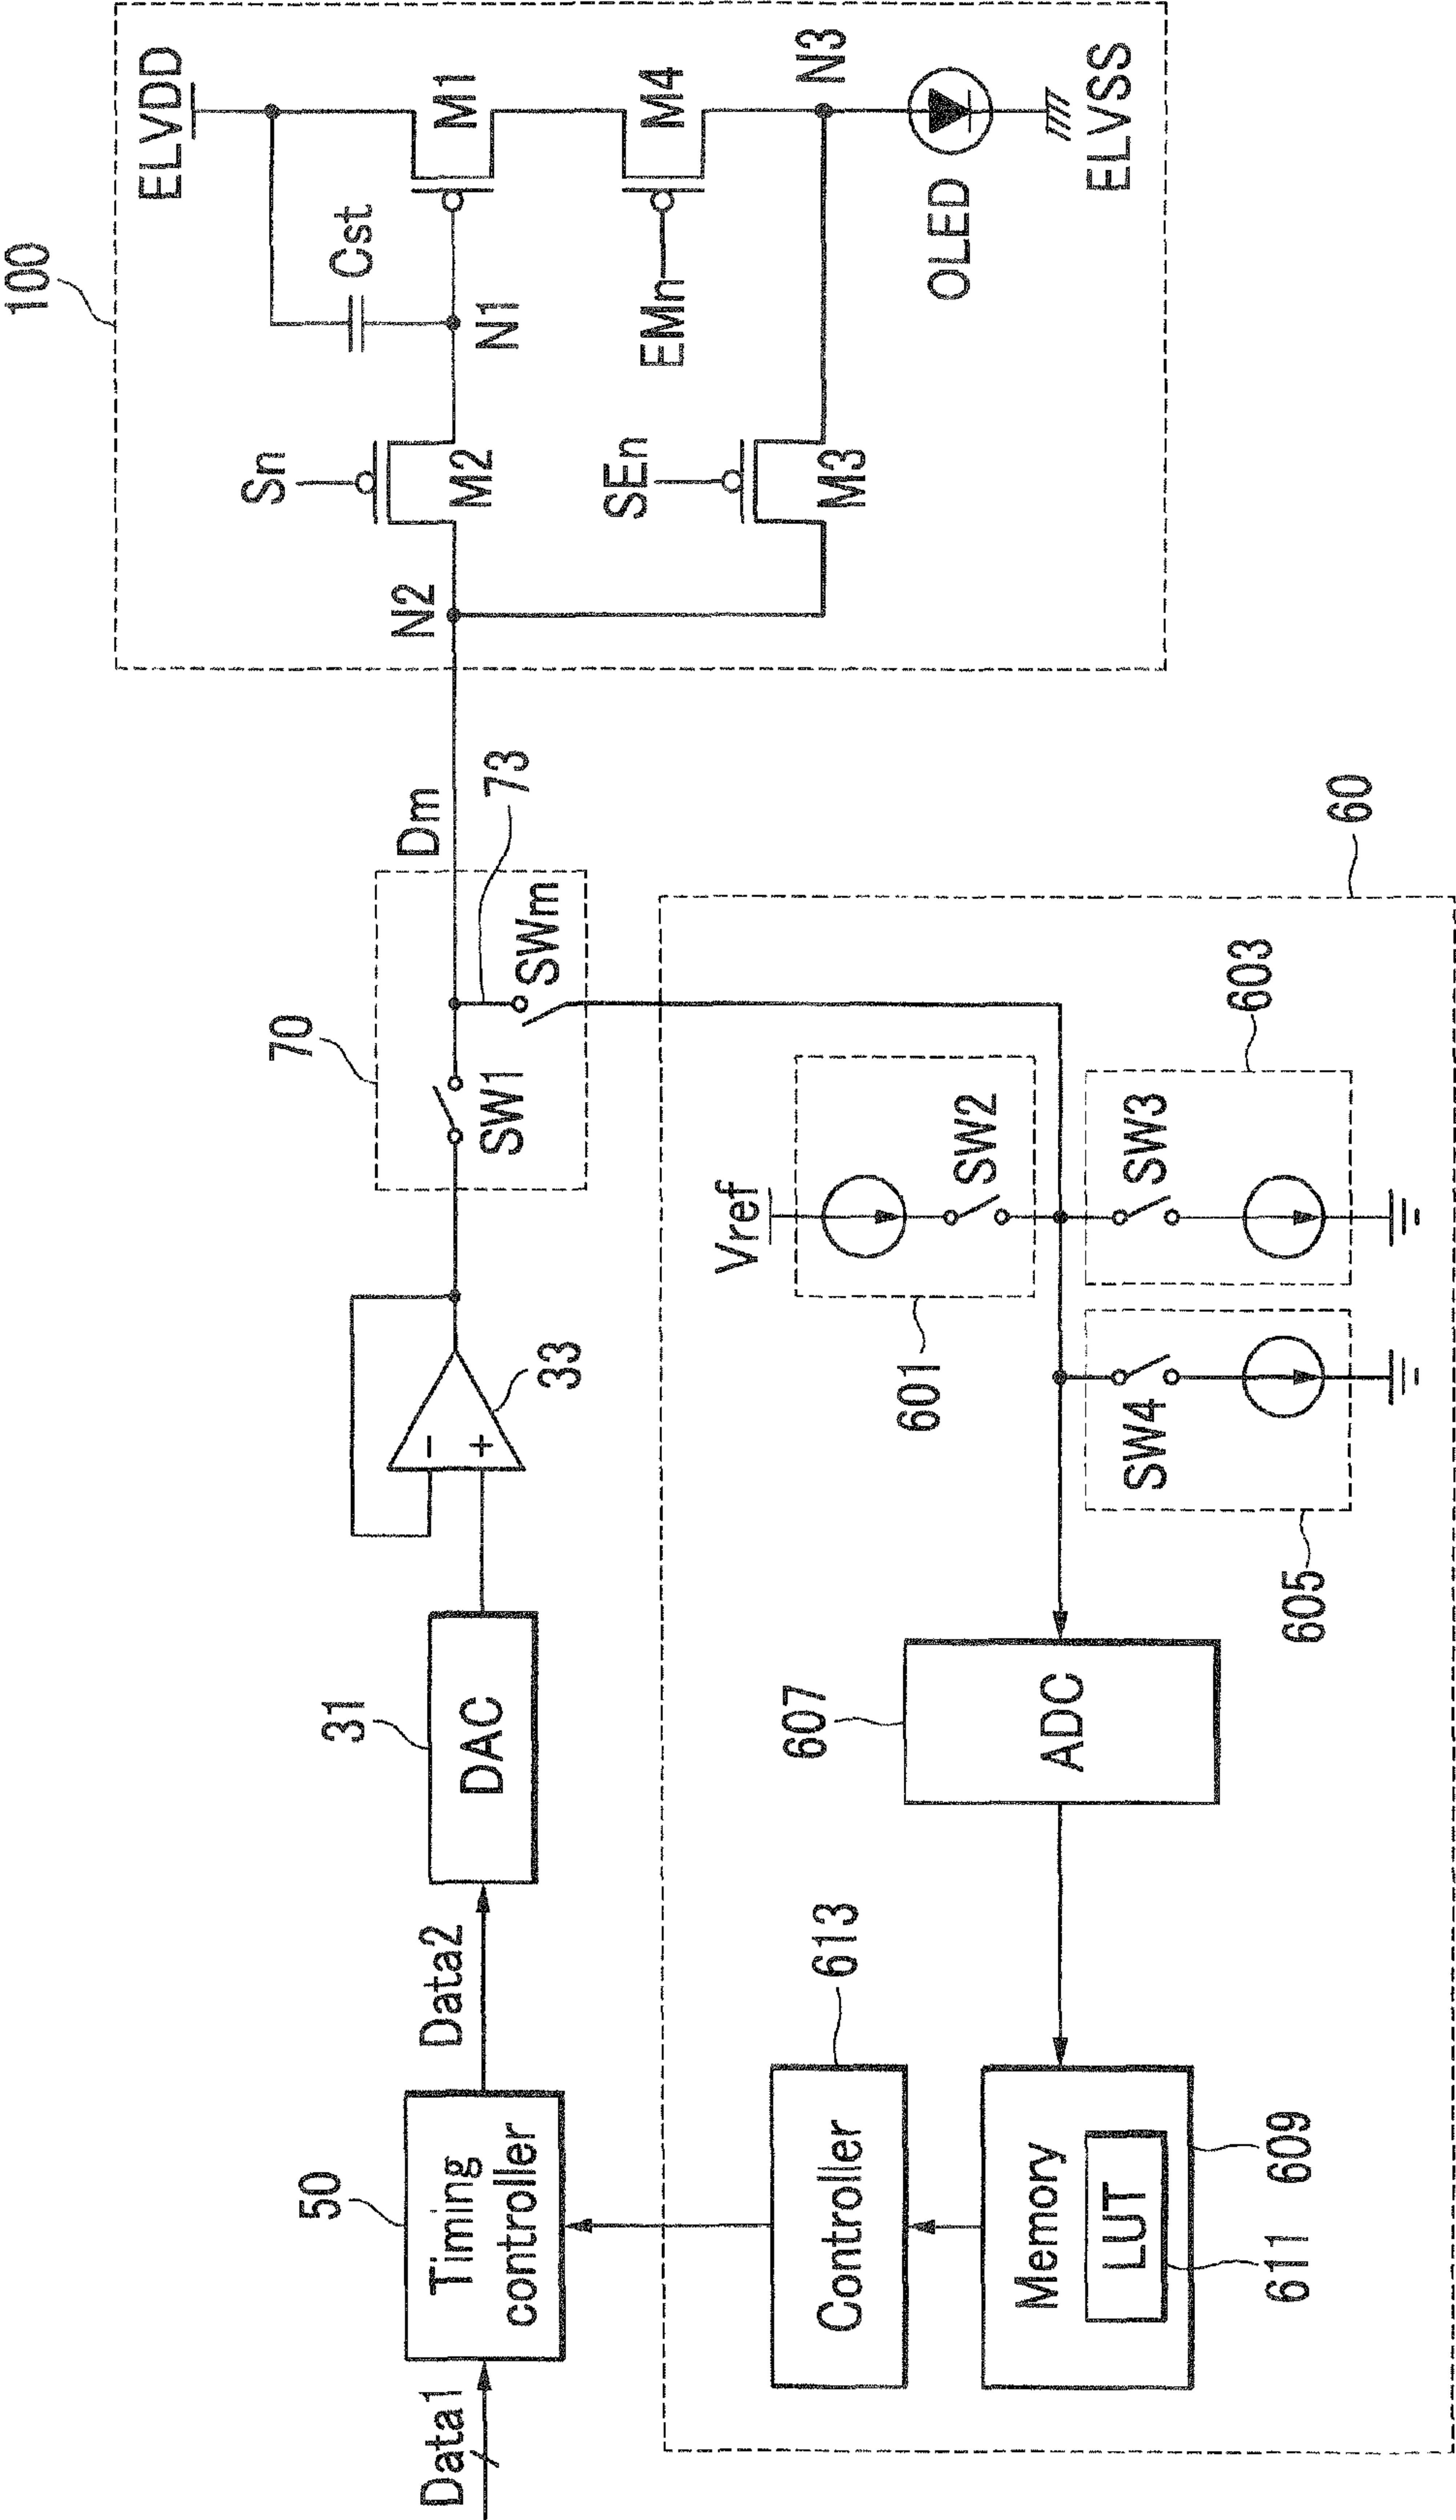 100
ELVDD
Cst
M1
Sn
M2
N1
M4
EMn
N2
SEn
M3
N3
OLED
ELVSS
Dm
73
70
SW1
SWm
33
-
+
31
DAC
Data2
50
Timing
controller
Data1
60
Vref
SW2
601
603
SW3
SW4
605
607
ADC
613
Controller
Memory
LUT
609
611